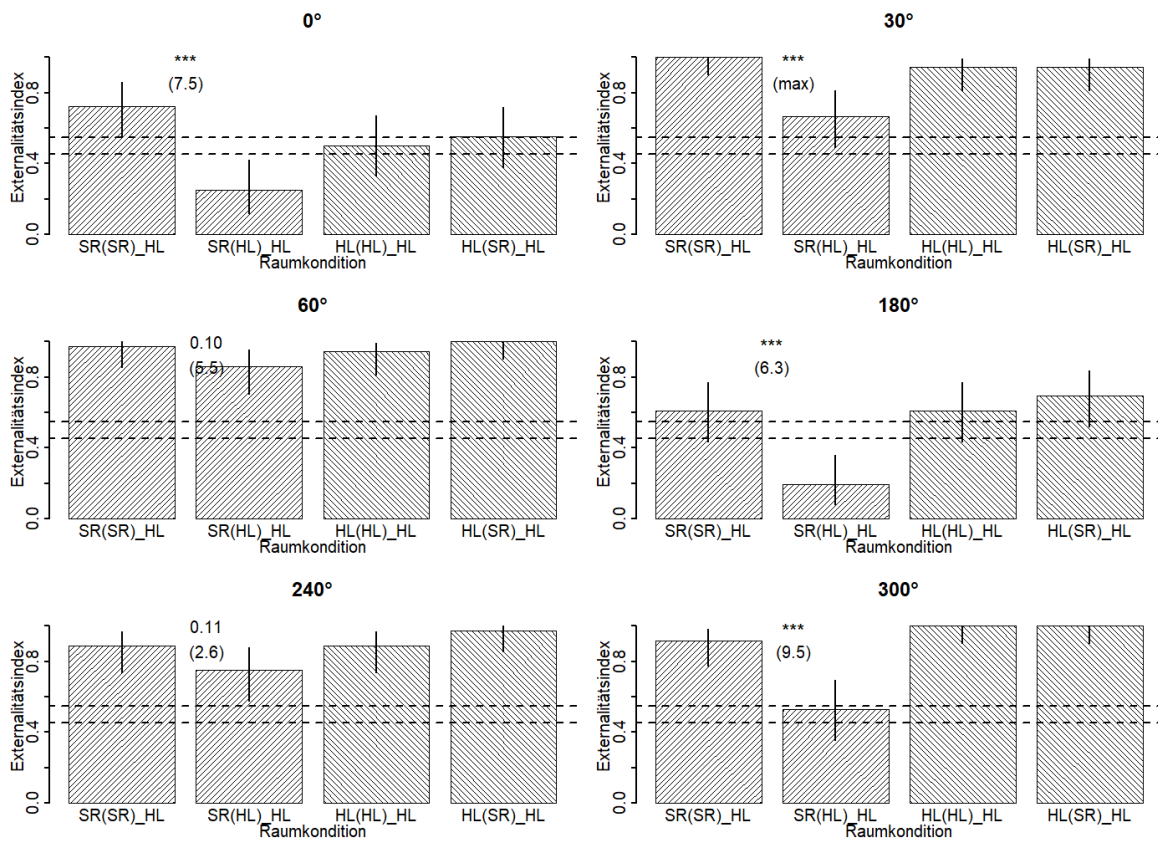 0°
***
(7.5)
Externalitätsindex
0.0 0.4 0.8
SR(SR)_HL SR(HL)_HL HL(HL)_HL HL(SR)_HL
Raumkondition
30°
***
(max)
Externalitätsindex
0.0 0.4 0.8
SR(SR)_HL SR(HL)_HL HL(HL)_HL HL(SR)_HL
Raumkondition
60°
0.10
(5.5)
Externalitätsindex
0.0 0.4 0.8
SR(SR)_HL SR(HL)_HL HL(HL)_HL HL(SR)_HL
Raumkondition
180°
***
(6.3)
Externalitätsindex
0.0 0.4 0.8
SR(SR)_HL SR(HL)_HL HL(HL)_HL HL(SR)_HL
Raumkondition
240°
0.11
(2.6)
Externalitätsindex
0.0 0.4 0.8
SR(SR)_HL SR(HL)_HL HL(HL)_HL HL(SR)_HL
Raumkondition
300°
***
(9.5)
Externalitätsindex
0.0 0.4 0.8
SR(SR)_HL SR(HL)_HL HL(HL)_HL HL(SR)_HL
Raumkondition